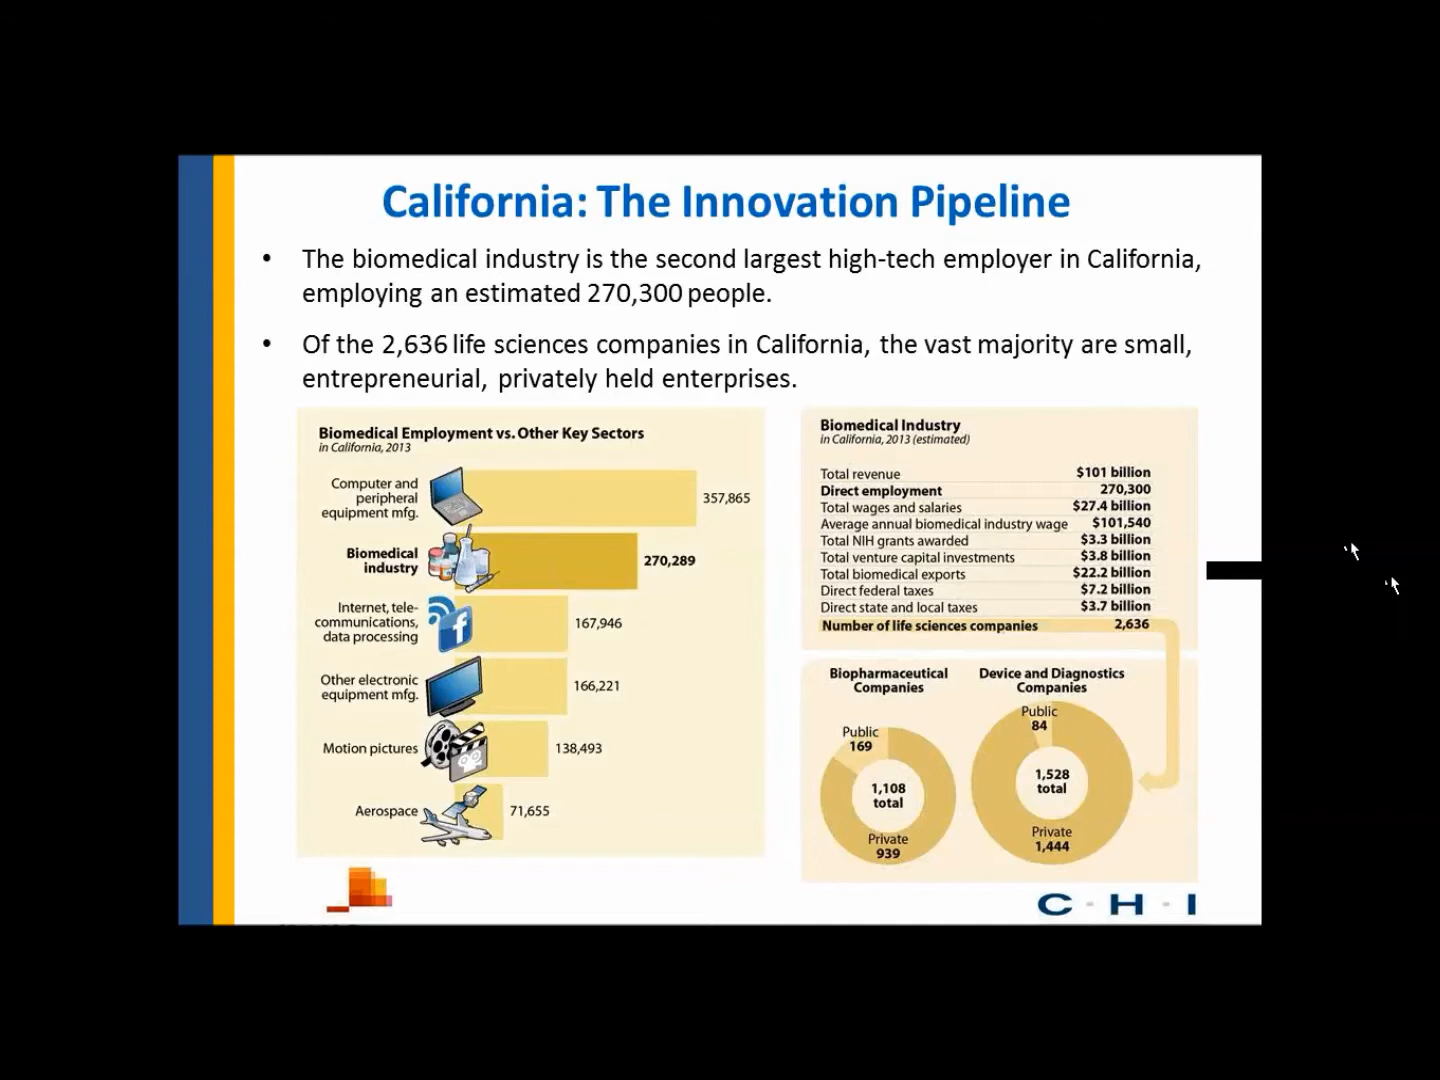 California: The Innovation Pipeline
• The biomedical industry is the second largest high-tech employer in California,
employing an estimated 270,300 people.
• Of the 2,636 life sciences companies in California, the vast majority are small,
entrepreneurial, privately held enterprises.
Biomedical Employment vs. Other Key Sectors
in California, 2013
Computer and
peripheral
equipment mfg.
357,865
Biomedical
industry
270,289
Internet, tele-
communications,
data processing
167,946
Other electronic
equipment mfg.
166,221
Motion pictures
138,493
Aerospace
71,655
Biomedical Industry
in California, 2013 (estimated)
Total revenue $101 billion
Direct employment 270,300
Total wages and salaries $27.4 billion
Average annual biomedical industry wage $101,540
Total NIH grants awarded $3.3 billion
Total venture capital investments $3.8 billion
Total biomedical exports $22.2 billion
Direct federal taxes $7.2 billion
Direct state and local taxes $3.7 billion
Number of life sciences companies 2,636
Biopharmaceutical
Companies
Public
169
1,108
total
Private
939
Device and Diagnostics
Companies
Public
84
1,528
total
Private
1,444
C - H - I